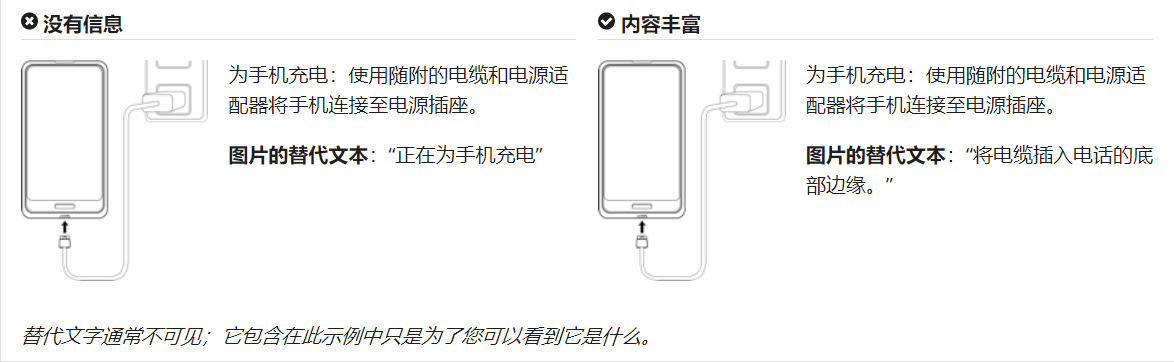 没有信息
为手机充电：使用随附的电缆和电源适
配器将手机连接至电源插座。
图片的替代文本：“正在为手机充电”
内容丰富
为手机充电：使用随附的电缆和电源适
配器将手机连接至电源插座。
图片的替代文本：“将电缆插入电话的底
部边缘。”
替代文字通常不可见；它包含在此示例中只是为了您可以看到它是什么。